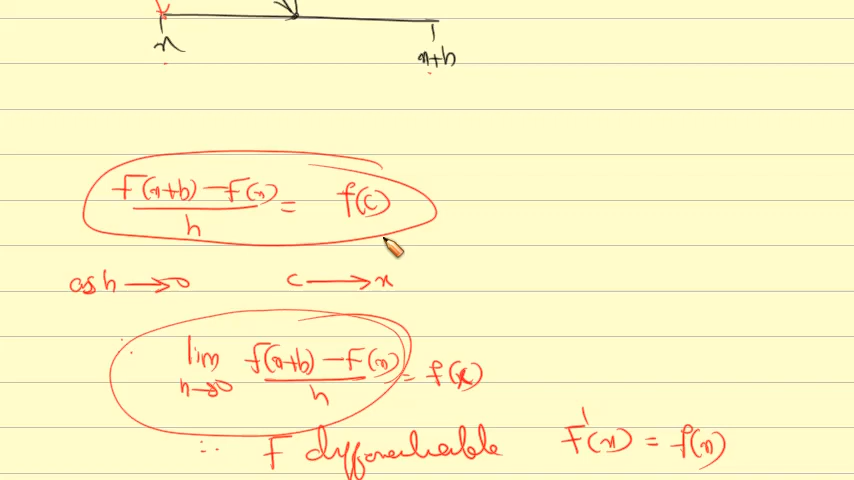 x x+h
F(x+h) - F(x) / h = f(c)
as h → 0 c → x
∴ lim h→0 F(x+h) - F(x) / h = f(x)
∴ F differentiable F'(x) = f(x)